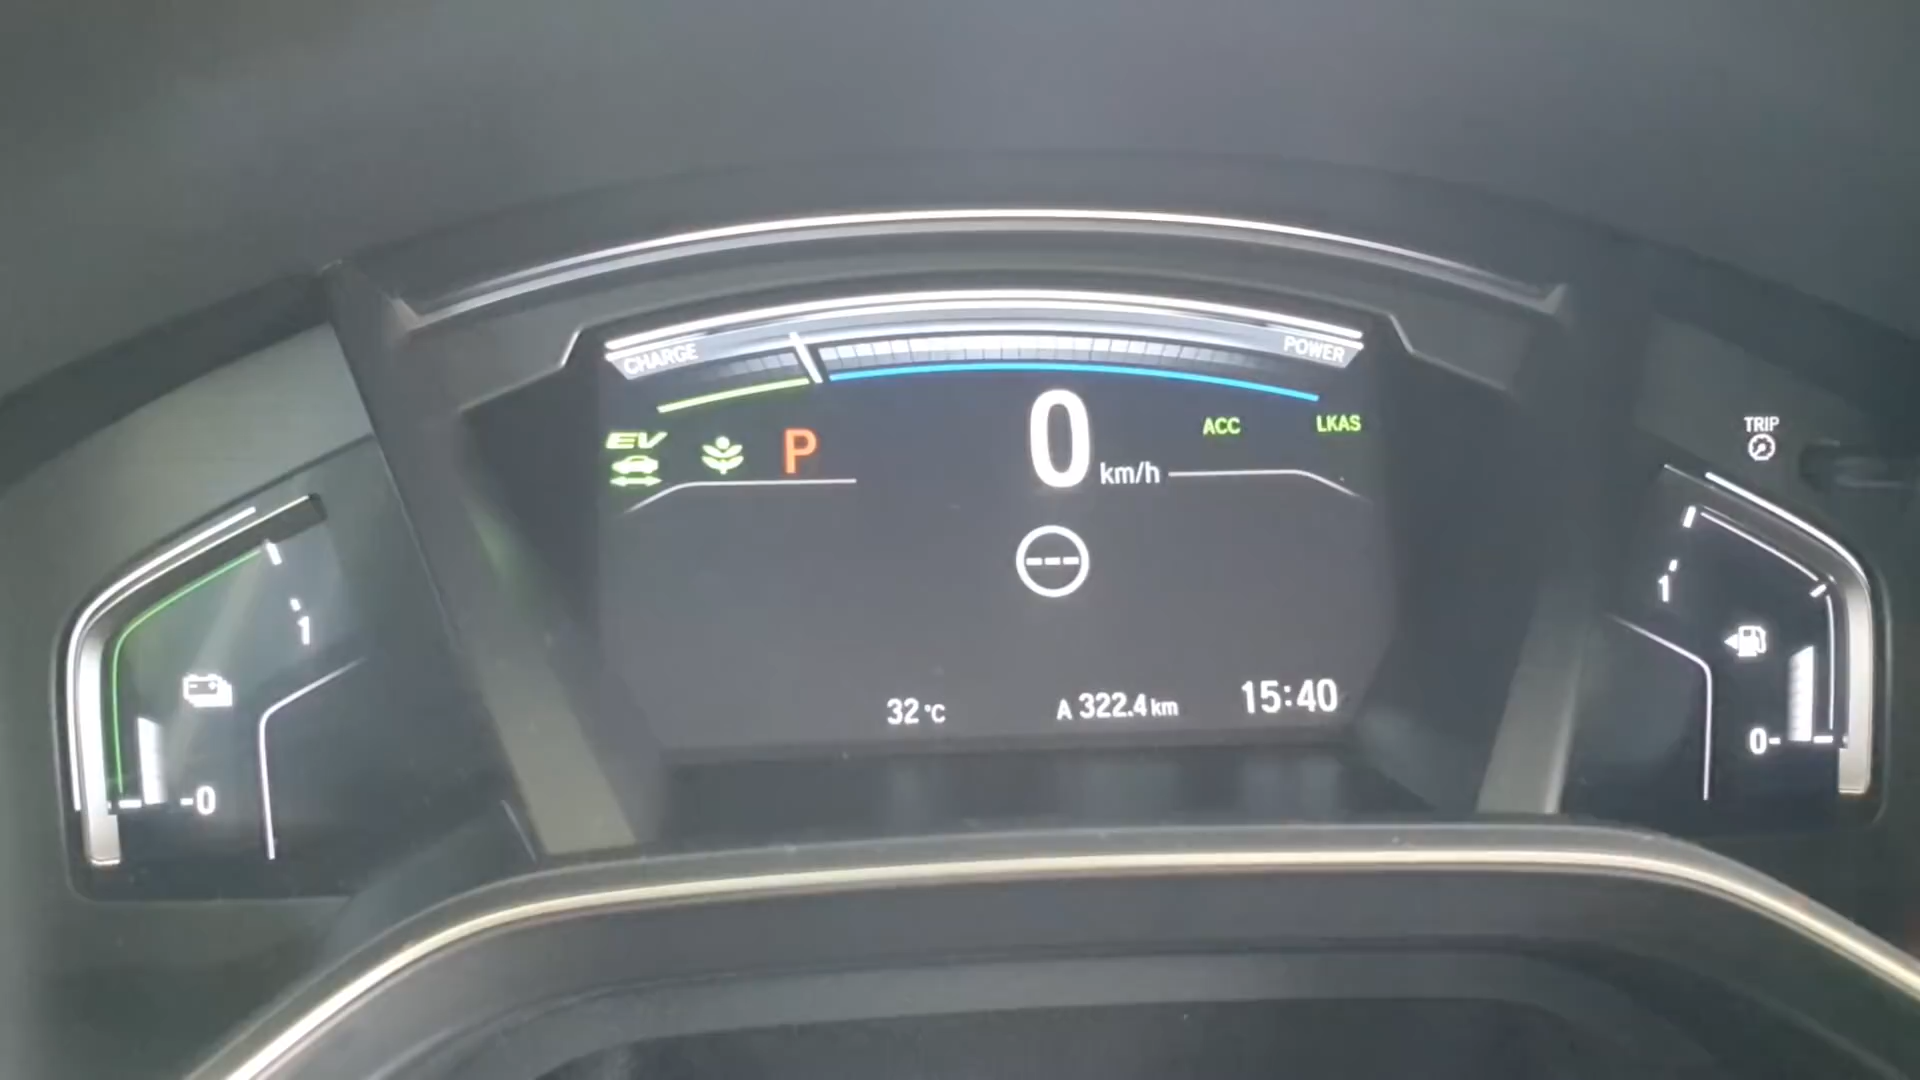 CHARGE
POWER
EV
P
0 km/h
ACC
LKAS
TRIP
---
1
1
0-
-0
32 °C
A 322.4 km
15:40